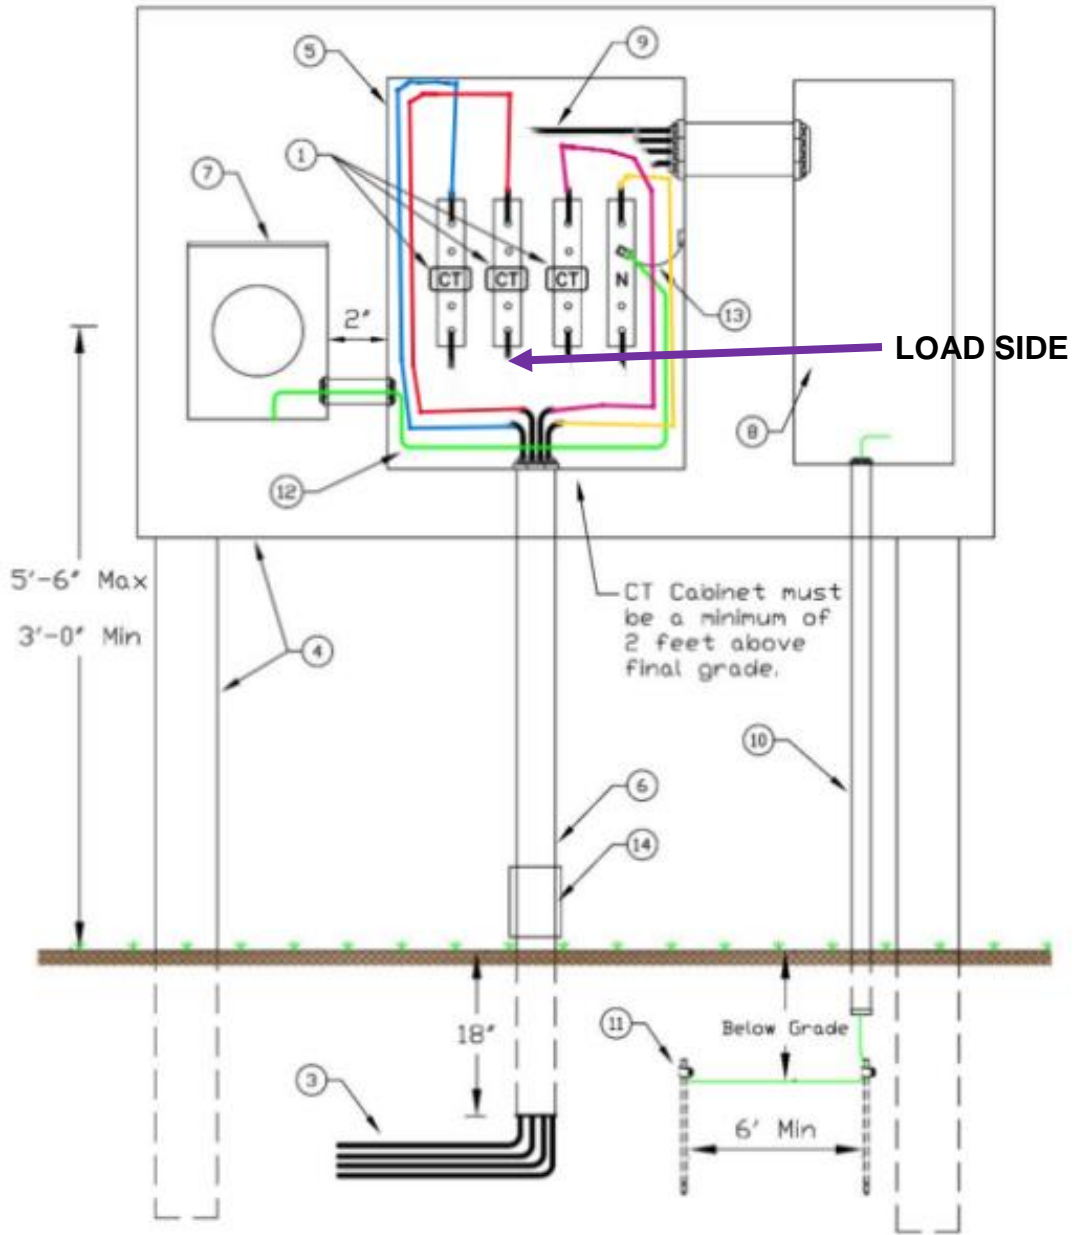 5
9
1
7
CT CT CT N
13
2"
LOAD SIDE
8
12
5'-6" Max
3'-0" Min
CT Cabinet must
be a minimum of
2 feet above
final grade.
4
10
6
14
18"
11
Below Grade
3
6' Min